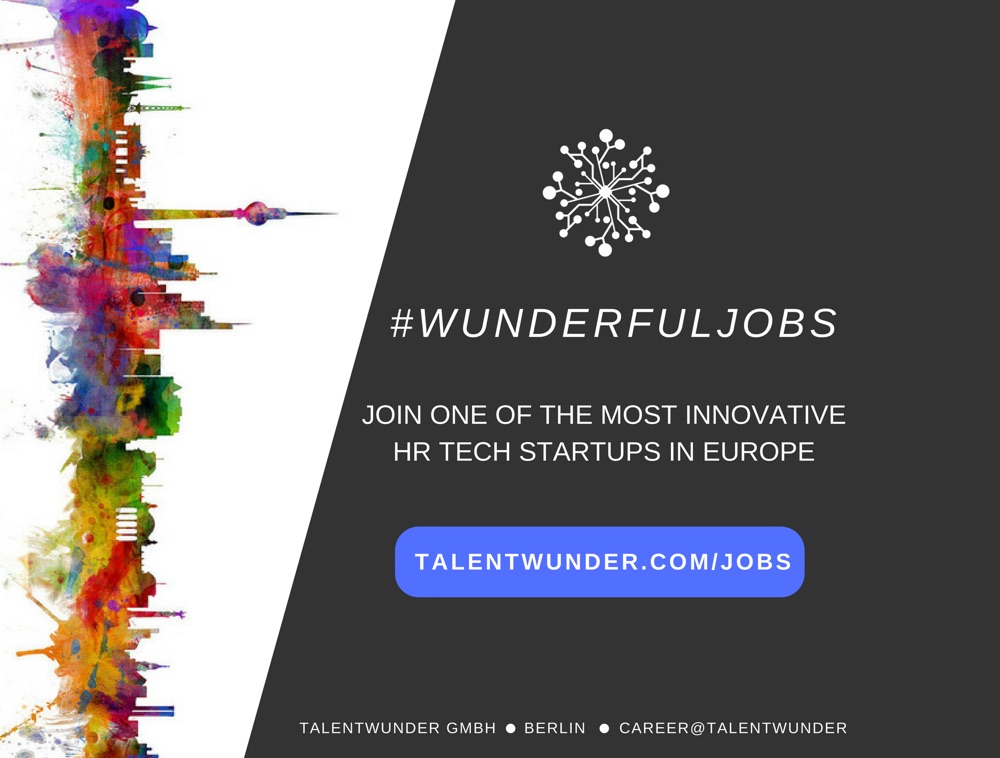 #WUNDERFULJOBS
JOIN ONE OF THE MOST INNOVATIVE
HR TECH STARTUPS IN EUROPE
TALENTWUNDER.COM/JOBS
TALENTWUNDER GMBH ● BERLIN ● CAREER@TALENTWUNDER